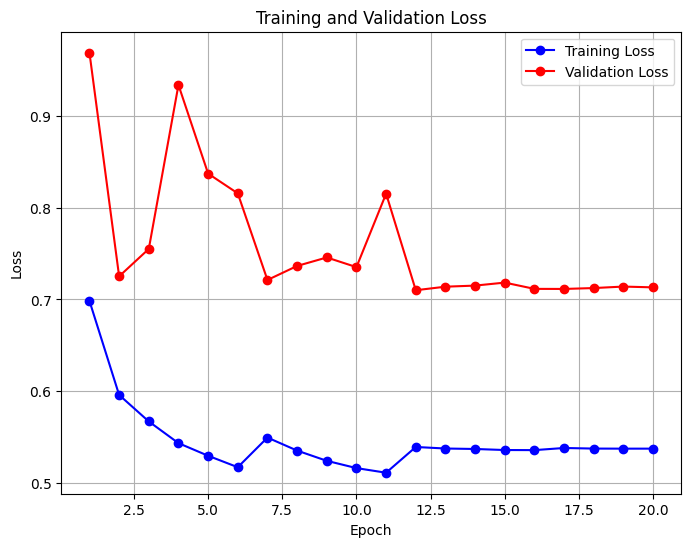 Training and Validation Loss
Training Loss
Validation Loss
0.9
0.8
0.7
0.6
0.5
Loss
2.5 5.0 7.5 10.0 12.5 15.0 17.5 20.0
Epoch